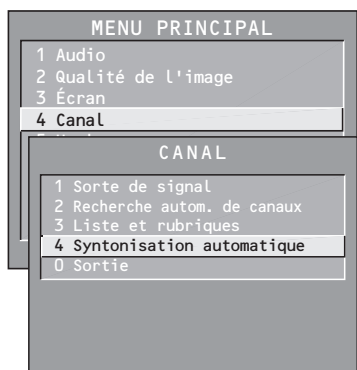 MENU PRINCIPAL
1 Audio
2 Qualité de l'image
3 Écran
4 Canal
CANAL
1 Sorte de signal
2 Recherche autom. de canaux
3 Liste et rubriques
4 Syntonisation automatique
0 Sortie